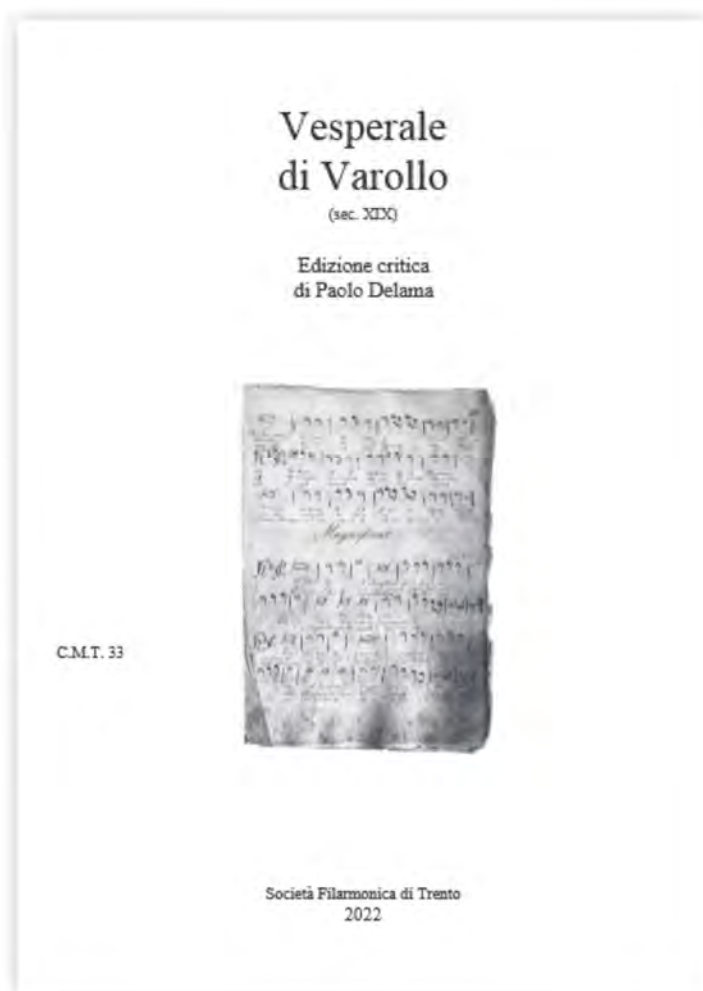 Vesperale
di Varollo
(sec. XIX)
Edizione critica
di Paolo Delama
Magnificat
C.M.T. 33
Società Filarmonica di Trento
2022